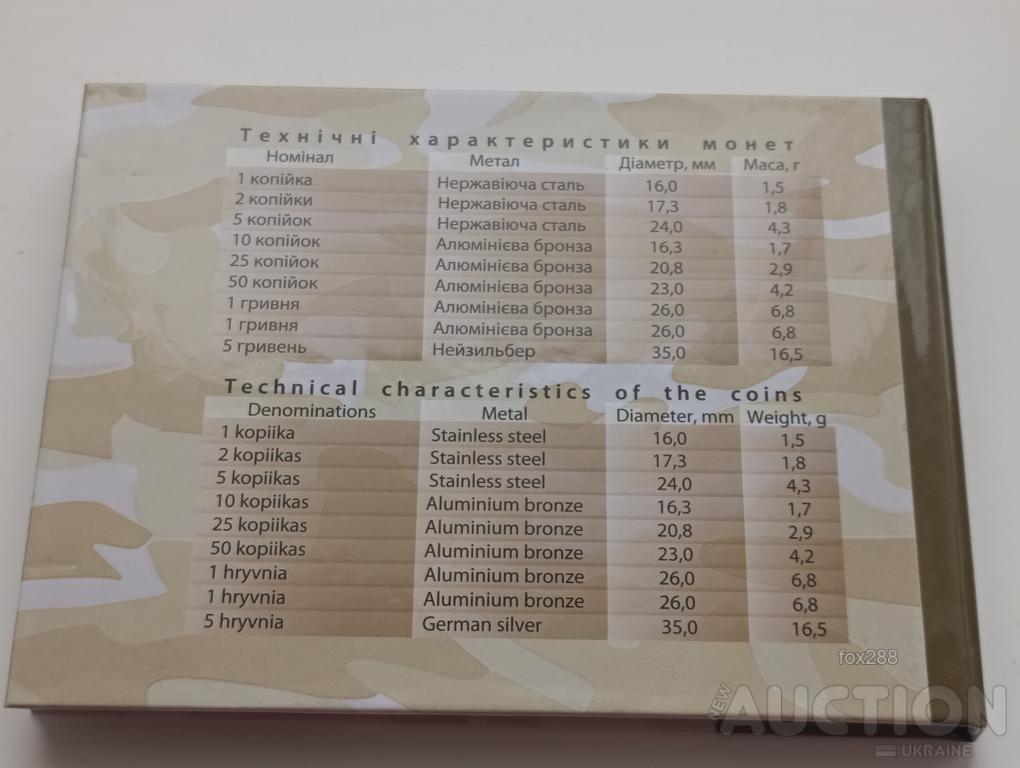 Технічні характеристики монет
Номінал Метал Діаметр, мм Маса, г
1 копійка Нержавіюча сталь 16,0 1,5
2 копійки Нержавіюча сталь 17,3 1,8
5 копійок Нержавіюча сталь 24,0 4,3
10 копійок Алюмінієва бронза 16,3 1,7
25 копійок Алюмінієва бронза 20,8 2,9
50 копійок Алюмінієва бронза 23,0 4,2
1 гривня Алюмінієва бронза 26,0 6,8
1 гривня Алюмінієва бронза 26,0 6,8
5 гривень Нейзильбер 35,0 16,5
Technical characteristics of the coins
Denominations Metal Diameter, mm Weight, g
1 kopiika Stainless steel 16,0 1,5
2 kopiikas Stainless steel 17,3 1,8
5 kopiikas Stainless steel 24,0 4,3
10 kopiikas Aluminium bronze 16,3 1,7
25 kopiikas Aluminium bronze 20,8 2,9
50 kopiikas Aluminium bronze 23,0 4,2
1 hryvnia Aluminium bronze 26,0 6,8
1 hryvnia Aluminium bronze 26,0 6,8
5 hryvnia German silver 35,0 16,5
fox288
NEW AUCTION
UKRAINE